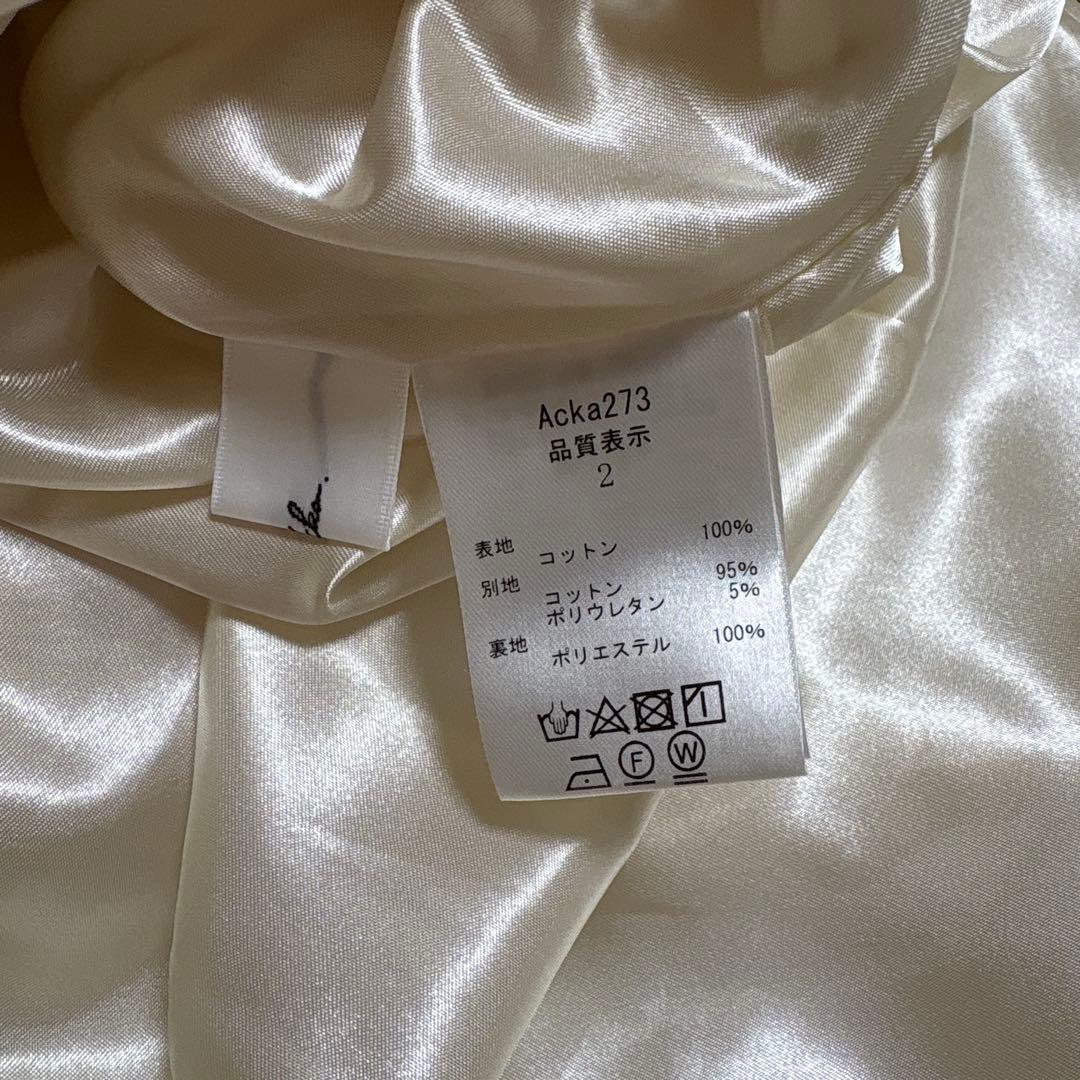 Acka273
品質表示
2
表地 コットン 100%
別地 コットン 95%
ポリウレタン 5%
裏地 ポリエステル 100%
F W